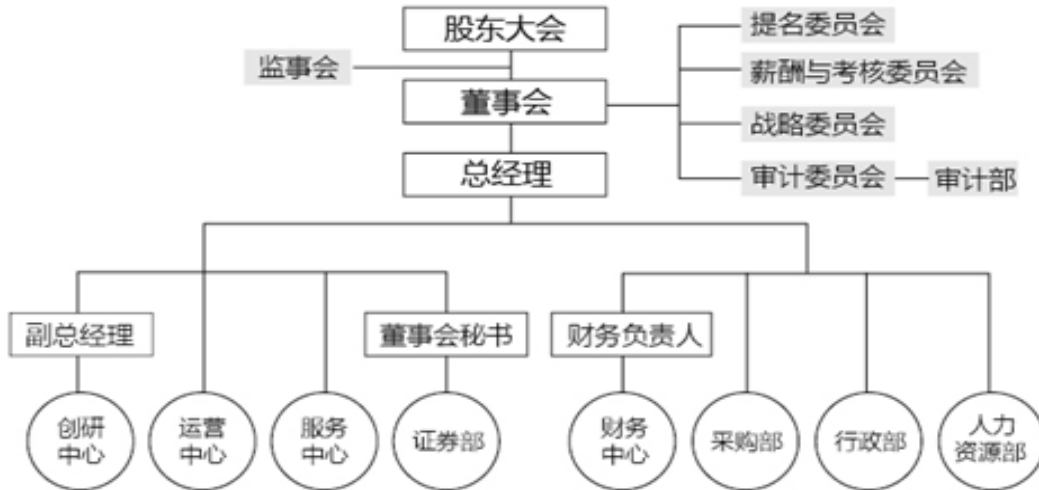 股东大会
提名委员会
监事会
薪酬与考核委员会
董事会
战略委员会
总经理
审计委员会
审计部
副总经理
董事会秘书
财务负责人
创研
中心
运营
中心
服务
中心
证券部
财务
中心
采购部
行政部
人力
资源部